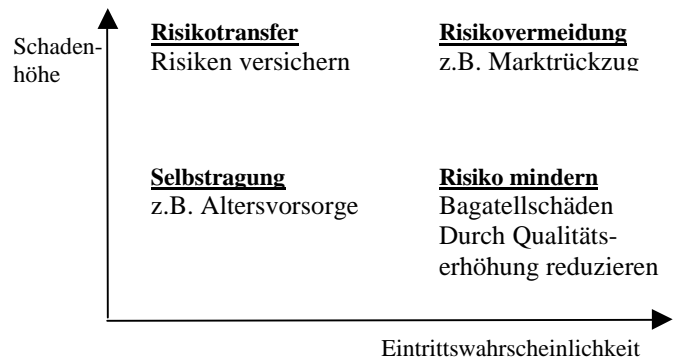 Schaden-
höhe
Risikotransfer
Risiken versichern
Risikovermeidung
z.B. Marktrückzug
Selbstragung
z.B. Altersvorsorge
Risiko mindern
Bagatellschäden
Durch Qualitäts-
erhöhung reduzieren
Eintrittswahrscheinlichkeit